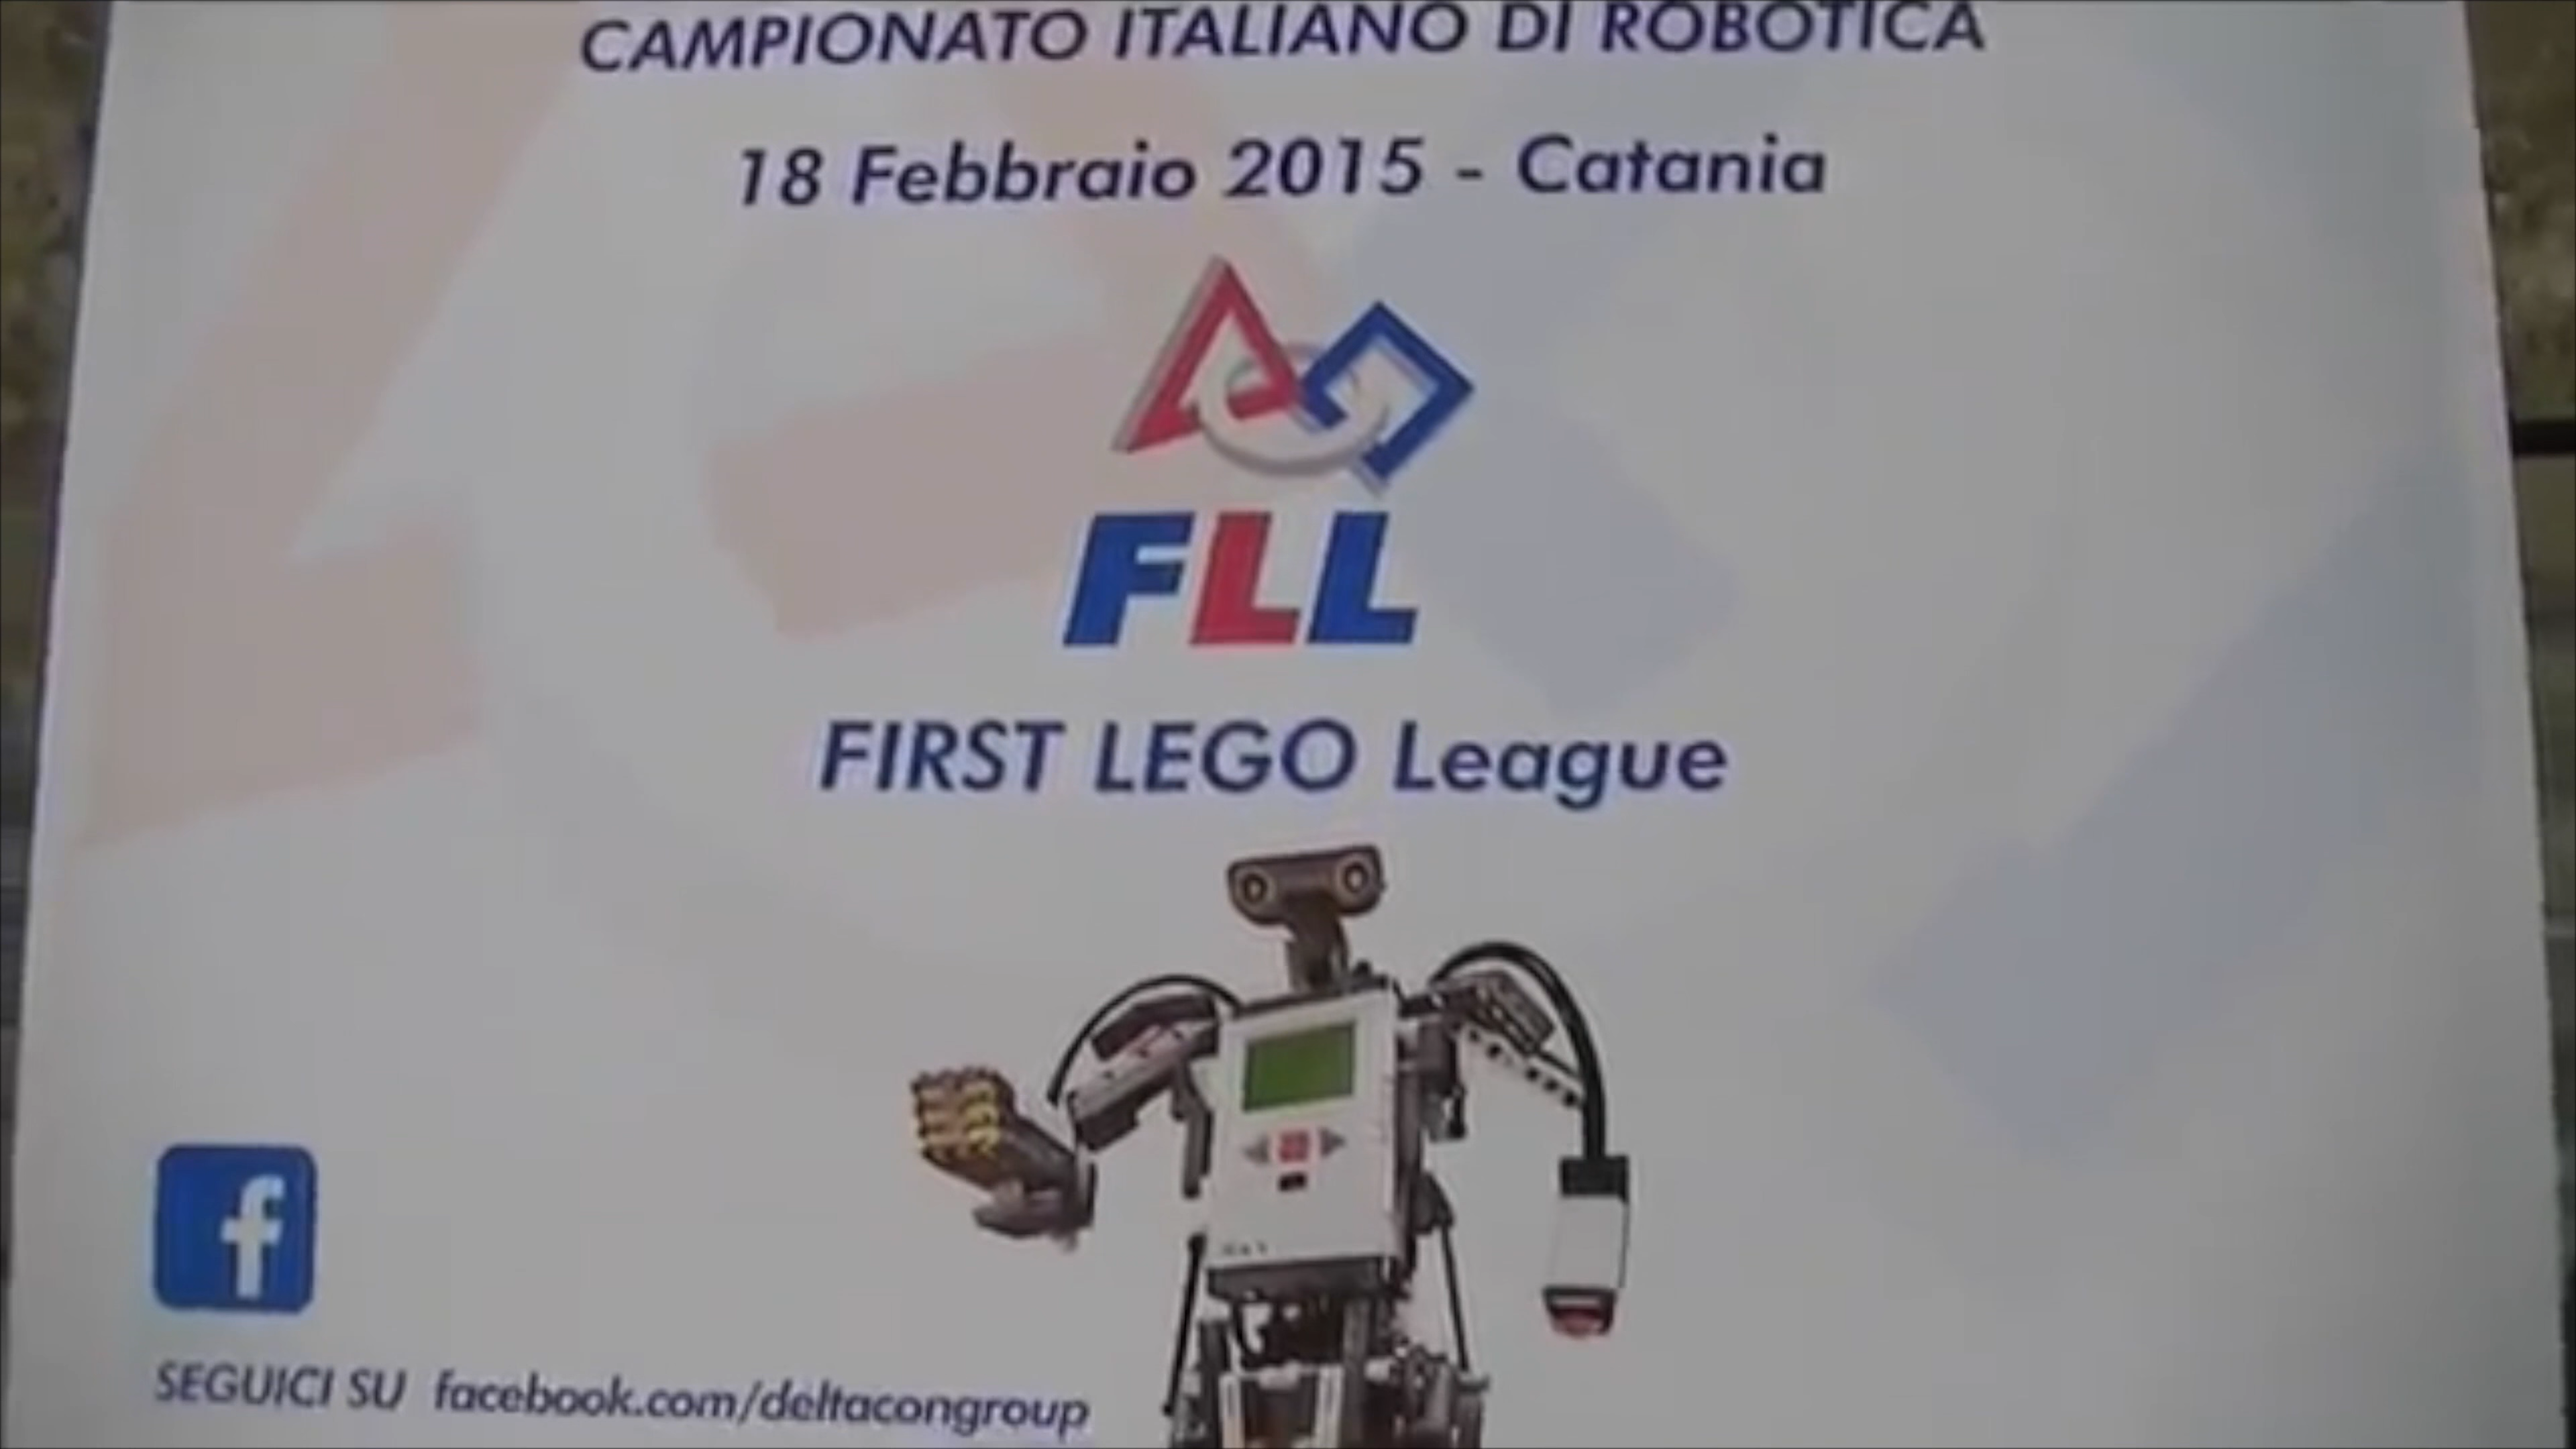 CAMPIONATO ITALIANO DI ROBOTICA
18 Febbraio 2015 - Catania
FLL
FIRST LEGO League
f
SEGUICI SU facebook.com/deltacongroup